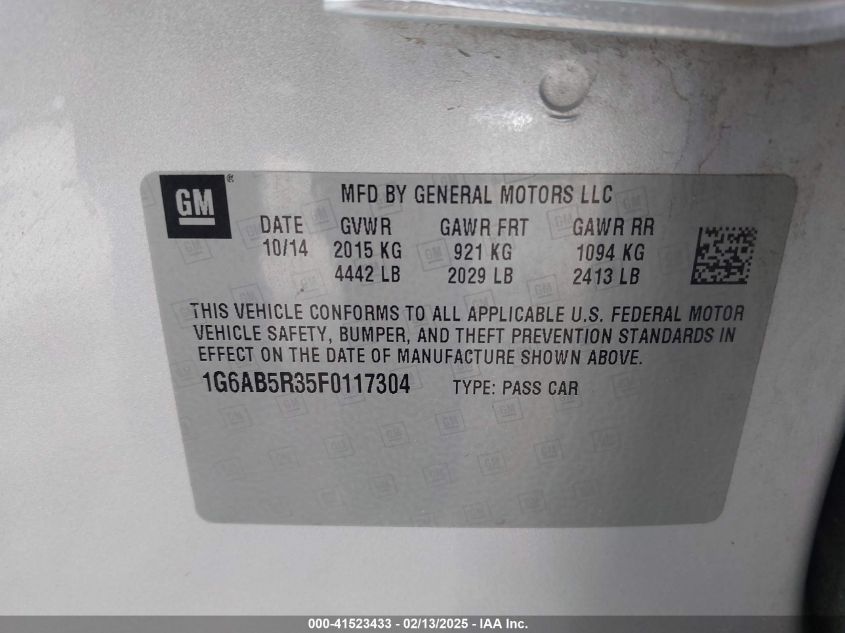 GM ®
MFD BY GENERAL MOTORS LLC
DATE GVWR GAWR FRT GAWR RR
10/14 2015 KG 921 KG 1094 KG
4442 LB 2029 LB 2413 LB
THIS VEHICLE CONFORMS TO ALL APPLICABLE U.S. FEDERAL MOTOR
VEHICLE SAFETY, BUMPER, AND THEFT PREVENTION STANDARDS IN
EFFECT ON THE DATE OF MANUFACTURE SHOWN ABOVE.
1G6AB5R35F0117304 TYPE: PASS CAR
000-41523433 - 02/13/2025 - IAA Inc.